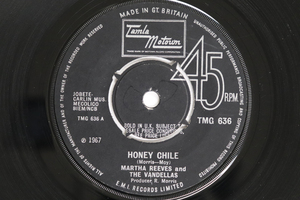 MADE IN GT. BRITAIN
Tamla
Motown
45
RPM
JOBETE:
CARLIN MUS.
MECOLICO
BIEM/NCB
TMG 636 A
TMG 636
SOLD IN U.K. SUBJECT TO
RESALE PRICE CONDITIONS
℗ 1967
HONEY CHILE
(Morris—Moy)
MARTHA REEVES and
THE VANDELLAS
Producer R. Morris
E.M.I. RECORDS LIMITED